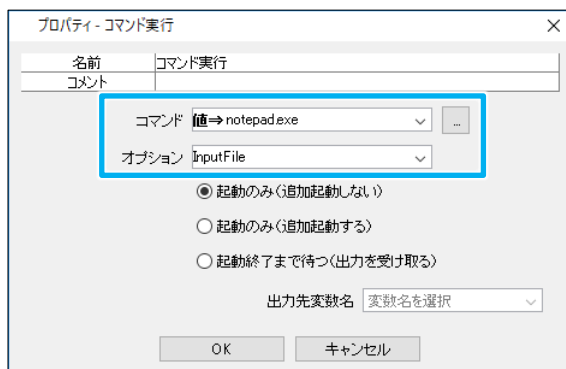 プロパティ - コマンド実行
名前 コマンド実行
コメント
コマンド 値⇒ notepad.exe ...
オプション InputFile
起動のみ(追加起動しない)
起動のみ(追加起動する)
起動終了まで待つ(出力を受け取る)
出力先変数名 変数名を選択
OK キャンセル